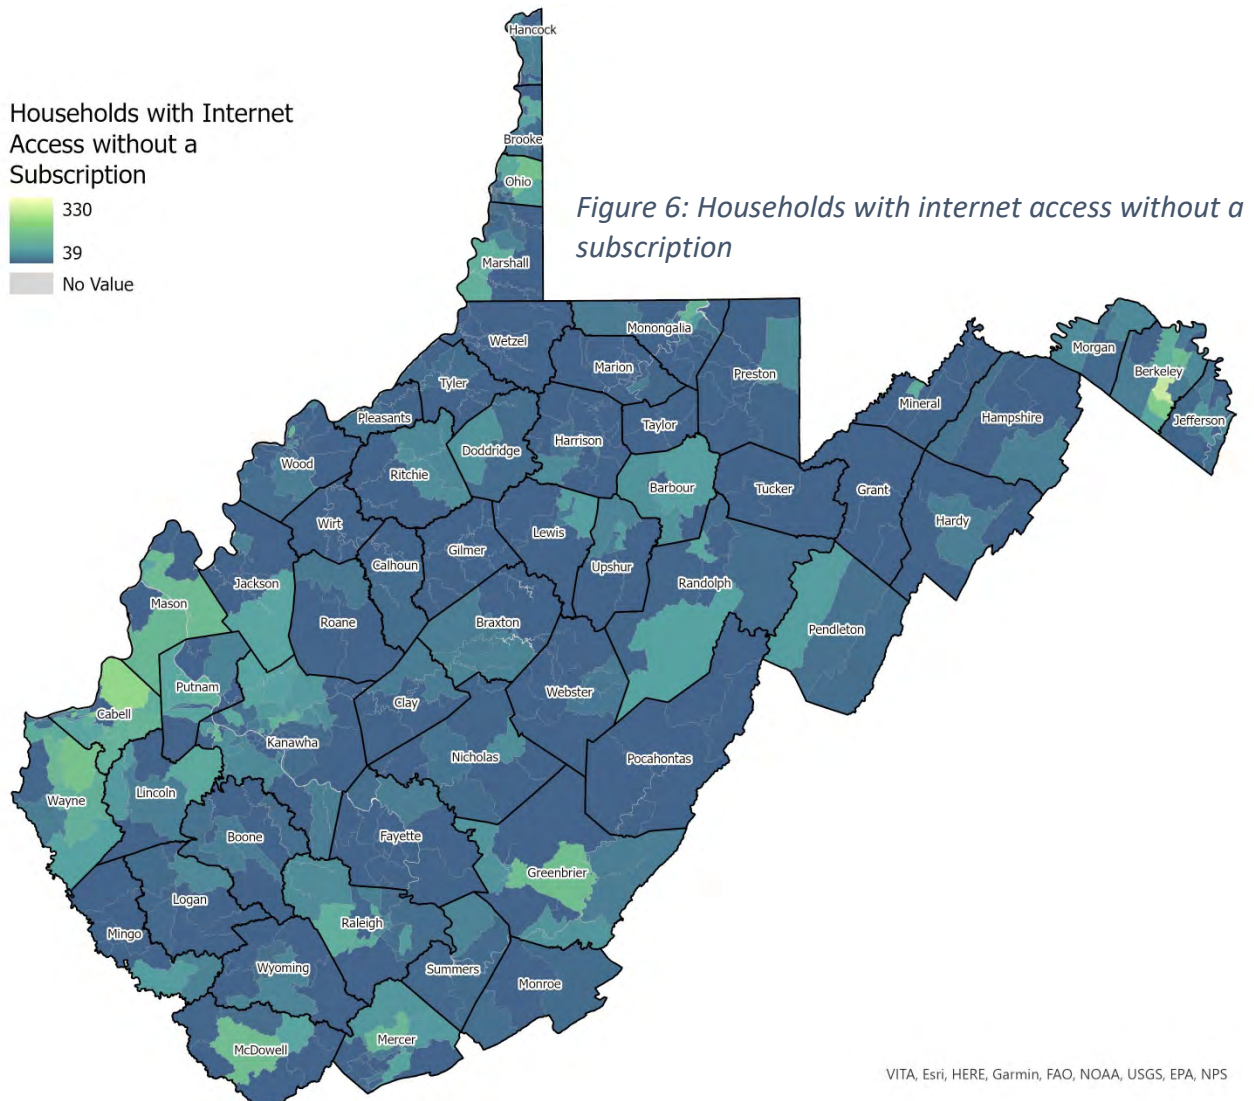 Hancock
Households with Internet
Access without a
Subscription
330
39
No Value
Brooke
Ohio
Figure 6: Households with internet access without a
subscription
Marshall
Wetzel
Monongalia
Marion
Preston
Tyler
Pleasants
Taylor
Mineral
Hampshire
Morgan
Berkeley
Jefferson
Wood
Ritchie
Doddridge
Harrison
Barbour
Tucker
Grant
Hardy
Wirt
Calhoun
Gilmer
Lewis
Upshur
Randolph
Pendleton
Mason
Jackson
Roane
Braxton
Putnam
Cabell
Kanawha
Clay
Webster
Nicholas
Pocahontas
Wayne
Lincoln
Boone
Fayette
Greenbrier
Logan
Mingo
Raleigh
Wyoming
Summers
Monroe
McDowell
Mercer
VITA, Esri, HERE, Garmin, FAO, NOAA, USGS, EPA, NPS